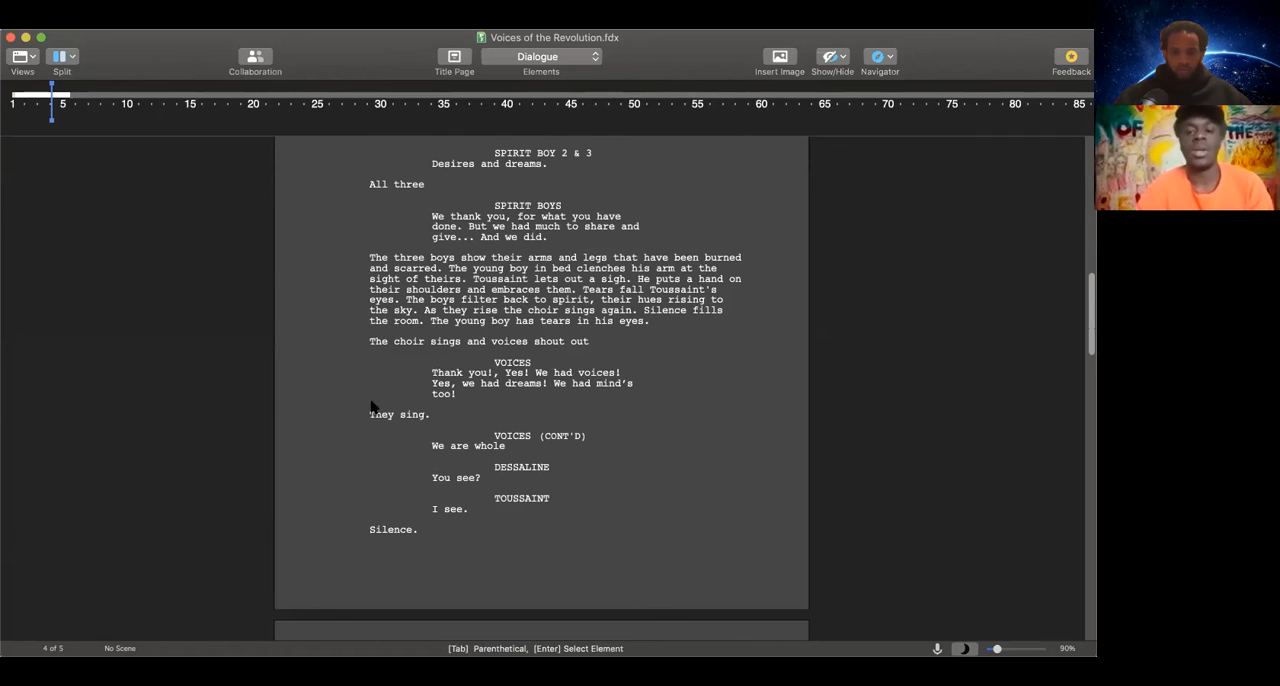 Voices of the Revolution.fdx
Dialogue
Views
Split
Collaboration
Title Page
Elements
Insert Image
Show/Hide
Navigator
Feedback
1 5 10 15 20 25 30 35 40 45 50 55 60 65 70 75 80 85
SPIRIT BOY 2 & 3
Desires and dreams.
All three
SPIRIT BOYS
We thank you, for what you have
done. But we had much to share and
give... And we did.
The three boys show their arms and legs that have been burned
and scarred. The young boy in bed clenches his arm at the
sight of theirs. Toussaint lets out a sigh. He puts a hand on
their shoulders and embraces them. Tears fall Toussaint's
eyes. The boys filter back to spirit, their hues rising to
the sky. As they rise the choir sings again. Silence fills
the room. The young boy has tears in his eyes.
The choir sings and voices shout out
VOICES
Thank you!, Yes! We had voices!
Yes, we had dreams! We had mind's
too!
They sing.
VOICES (CONT'D)
We are whole
DESSALINE
You see?
TOUSSAINT
I see.
Silence.
4 of 5
No Scene
[Tab] Parenthetical, [Enter] Select Element
90%
OF
THE